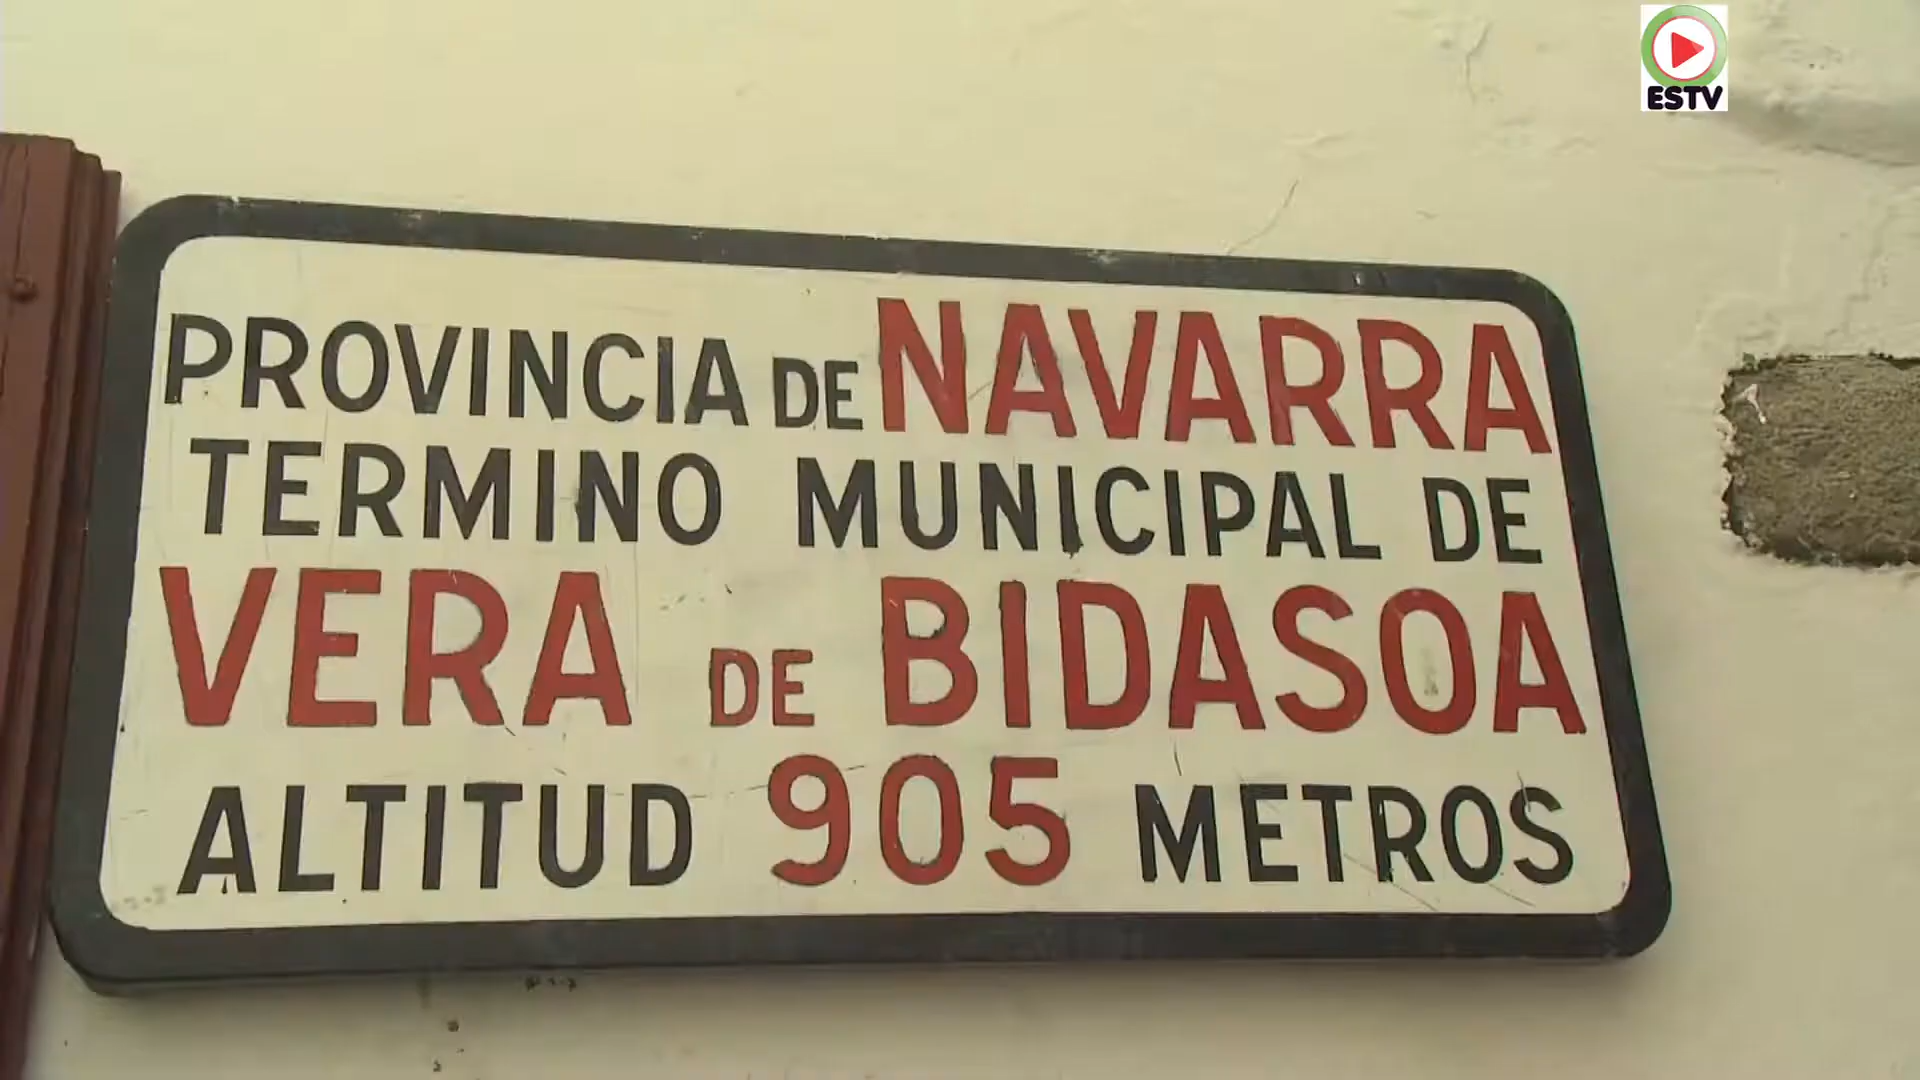 ESTV
PROVINCIA DE NAVARRA
TERMINO MUNICIPAL DE
VERA DE BIDASOA
ALTITUD 905 METROS